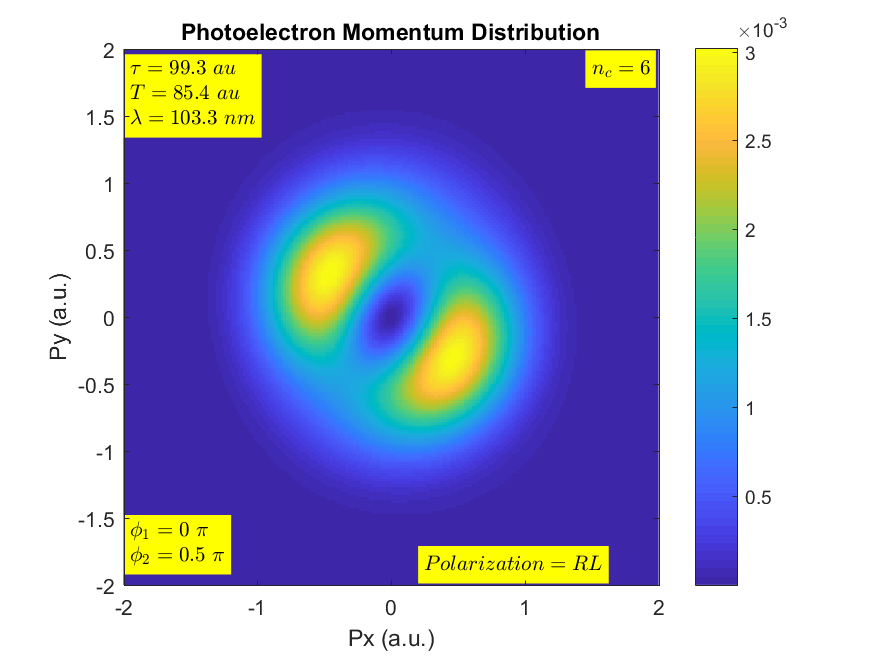 Photoelectron Momentum Distribution
×10⁻³
τ = 99.3 au
T = 85.4 au
λ = 103.3 nm
n_c = 6
ϕ₁ = 0 π
ϕ₂ = 0.5 π
Polarization = RL
2
1.5
1
0.5
0
-0.5
-1
-1.5
-2
Py (a.u.)
-2
-1
0
1
2
Px (a.u.)
3
2.5
2
1.5
1
0.5